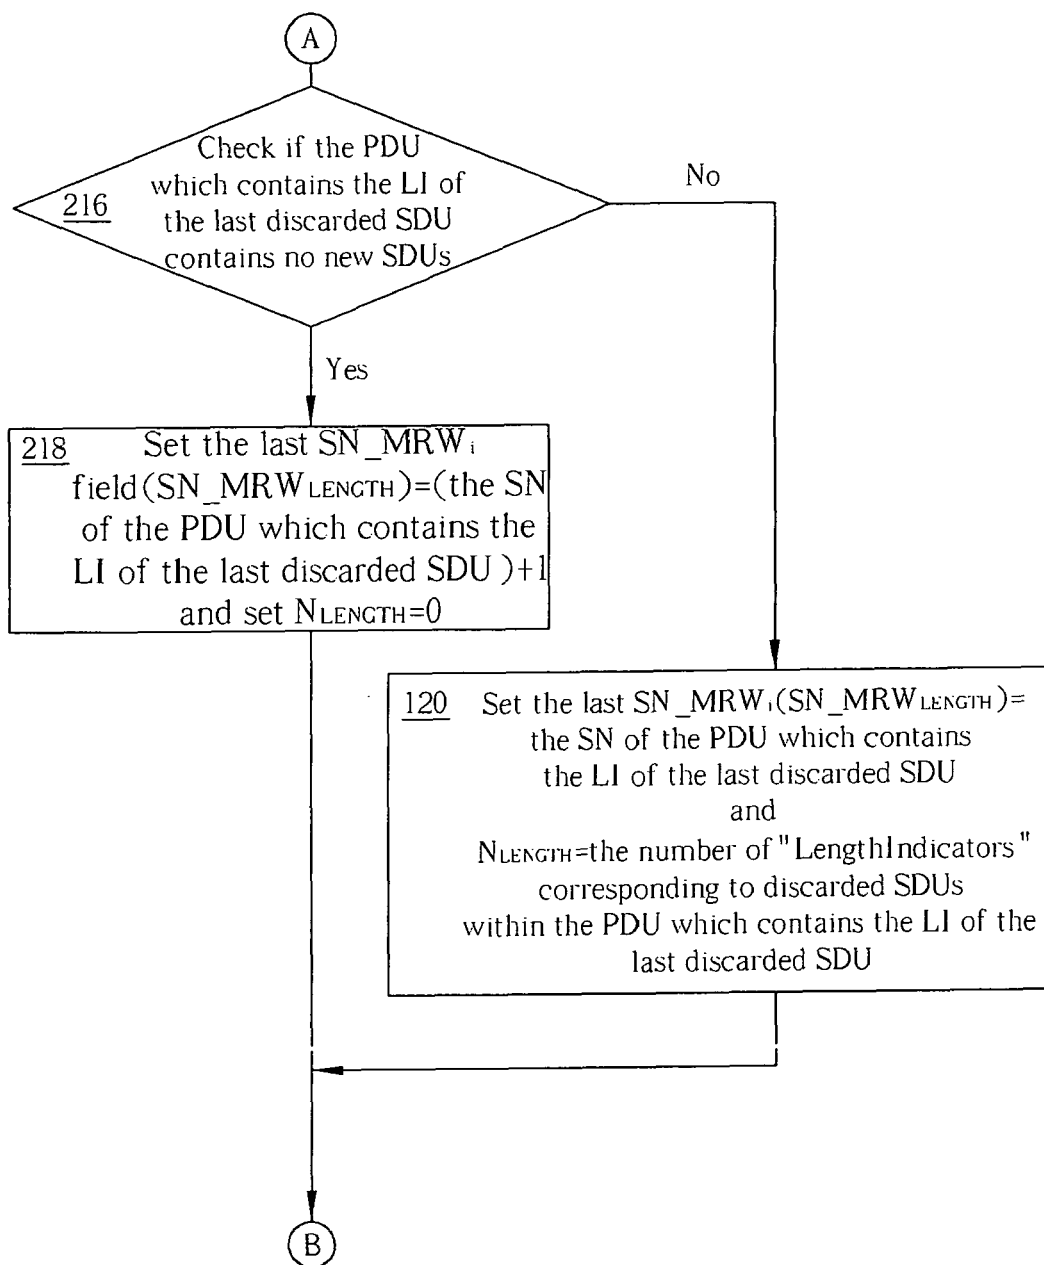 A
Check if the PDU
which contains the LI of
216 the last discarded SDU
contains no new SDUs
No
Yes
218 Set the last SN_MRWi
field(SN_MRWLENGTH)=(the SN
of the PDU which contains the
LI of the last discarded SDU )+1
and set NLENGTH=0
120 Set the last SN_MRWi(SN_MRWLENGTH)=
the SN of the PDU which contains
the LI of the last discarded SDU
and
NLENGTH=the number of "LengthIndicators"
corresponding to discarded SDUs
within the PDU which contains the LI of the
last discarded SDU
B